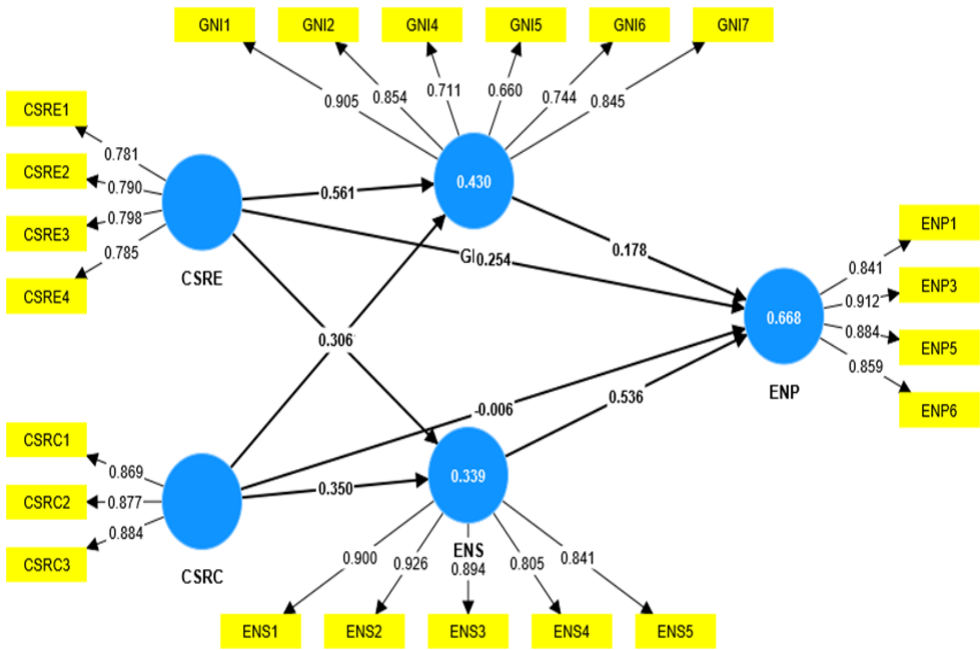 GNI1 GNI2 GNI4 GNI5 GNI6 GNI7
0.905 0.854 0.711 0.660 0.744 0.845
CSRE1
CSRE2
CSRE3
CSRE4
0.781
0.790
0.798
0.785
CSRE
0.561
0.430
GI
0.254
0.178
0.306
0.668
ENP
0.841
0.912
0.884
0.859
ENP1
ENP3
ENP5
ENP6
-0.006
0.536
CSRC1
CSRC2
CSRC3
0.869
0.877
0.884
CSRC
0.350
0.339
ENS
0.900 0.926 0.894 0.805 0.841
ENS1 ENS2 ENS3 ENS4 ENS5